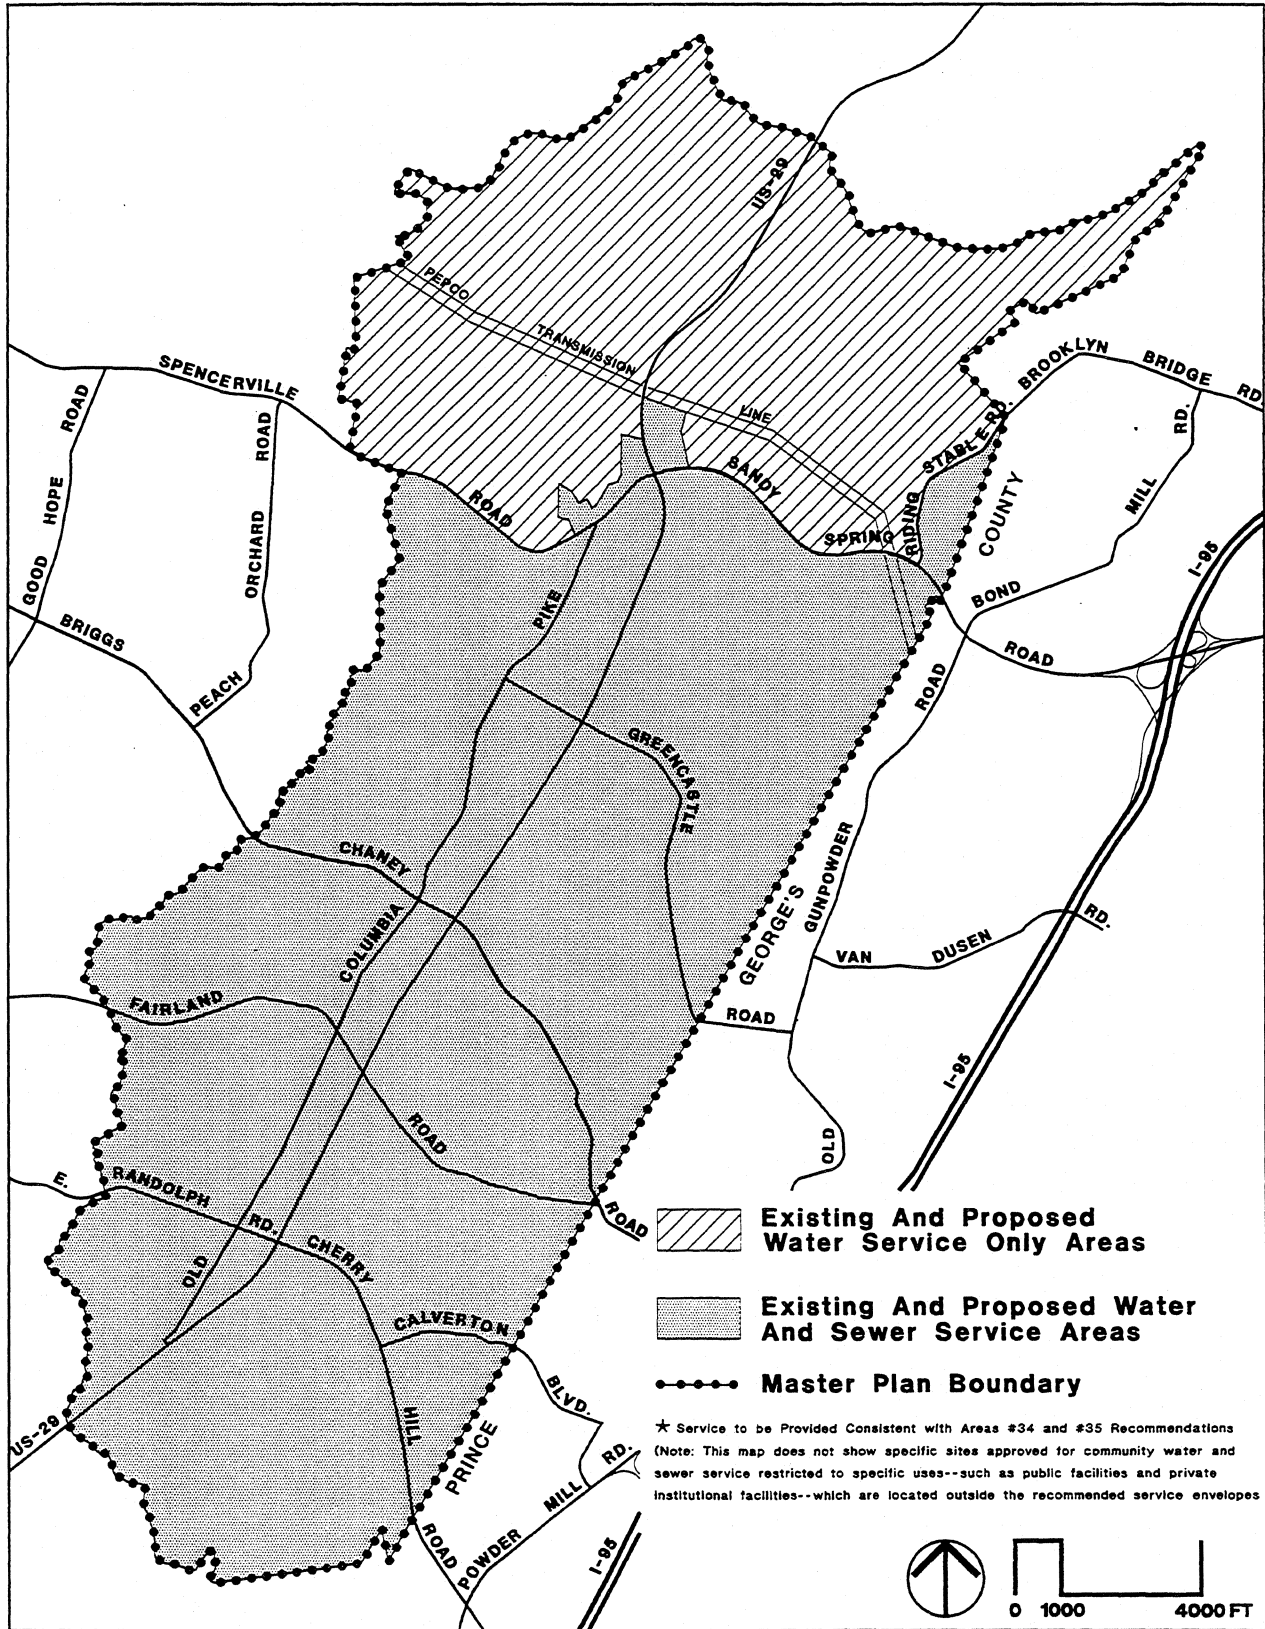 US-29
PEPCO
TRANSMISSION
LINE
SPENCERVILLE
ROAD
BROOKLYN
BRIDGE
RD.
STABLE RD.
RIDING
ROAD
ROAD
GOOD
HOPE
ORCHARD
PEACH
BRIGGS
SANDY
SPRING
COUNTY
MILL
RD.
I-95
BOND
ROAD
ROAD
PIKE
GREENCASTLE
CHANEY
COLUMBIA
GEORGE'S
GUNPOWDER
VAN
DUSEN
RD.
FAIRLAND
ROAD
ROAD
I-95
OLD
E.
RANDOLPH
RD.
CHERRY
ROAD
OLD
CALVERTON
BLVD.
HILL
PRINCE
US-29
ROAD
POWDER
MILL
RD.
I-95
Existing And Proposed
Water Service Only Areas
Existing And Proposed Water
And Sewer Service Areas
Master Plan Boundary
* Service to be Provided Consistent with Areas #34 and #35 Recommendations
(Note: This map does not show specific sites approved for community water and
sewer service restricted to specific uses--such as public facilities and private
institutional facilities--which are located outside the recommended service envelopes
0 1000 4000 FT